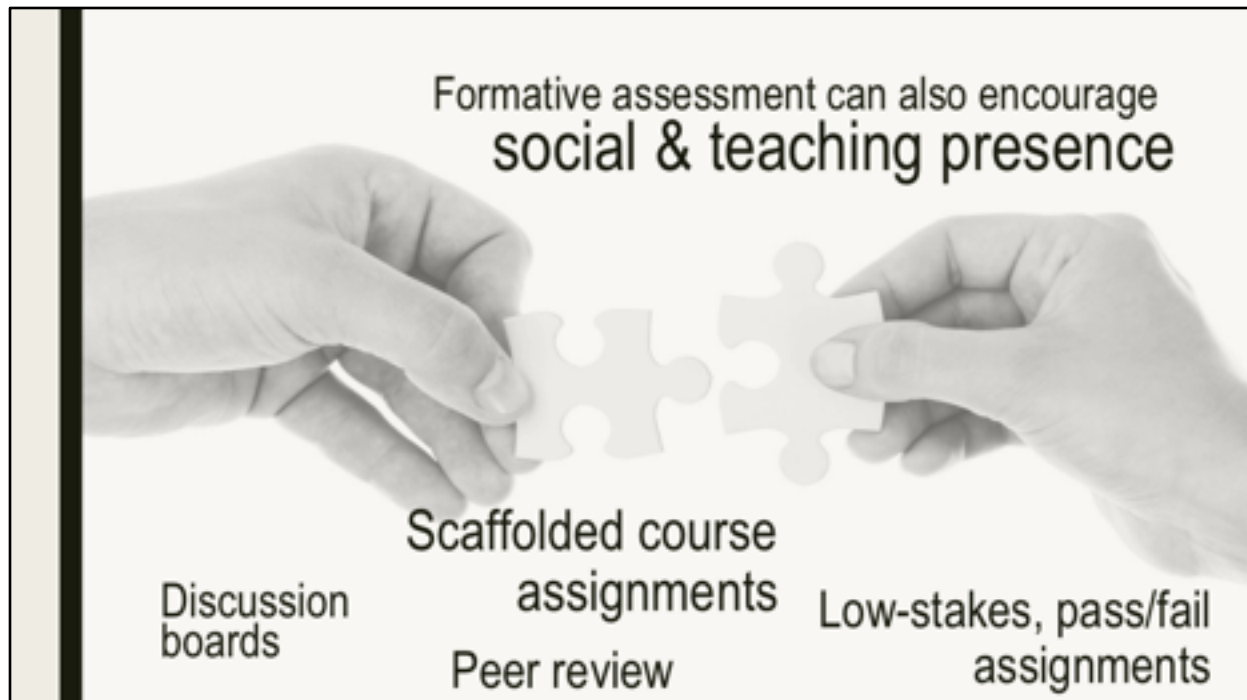 Formative assessment can also encourage
social & teaching presence
Scaffolded course
assignments
Discussion
boards
Peer review
Low-stakes, pass/fail
assignments